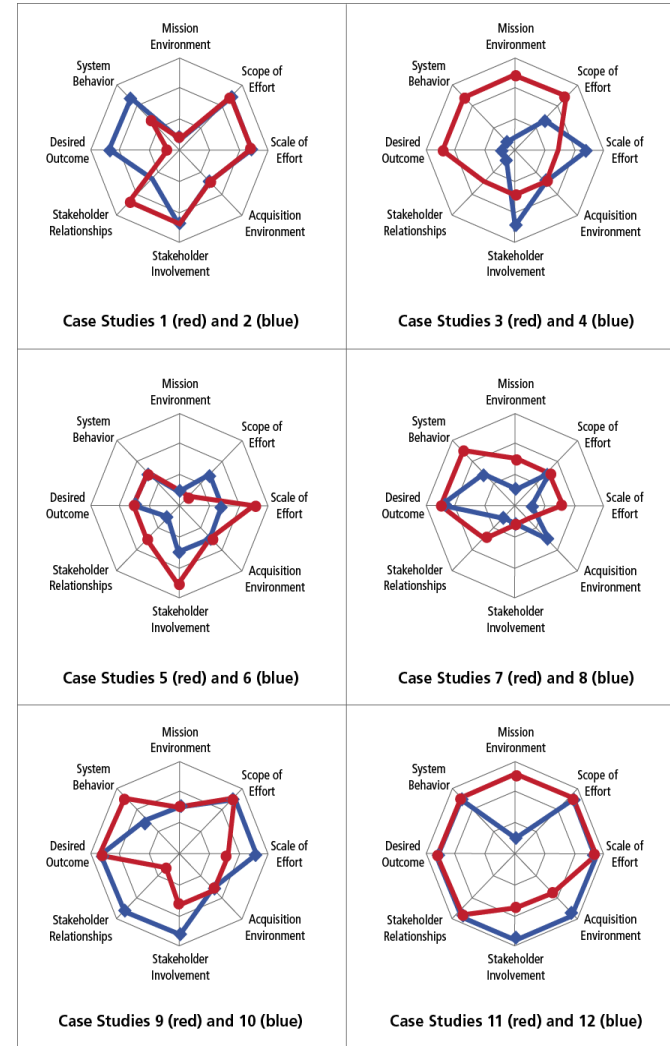 Mission
Environment
System
Behavior
Scope of
Effort
Desired
Outcome
Scale of
Effort
Stakeholder
Relationships
Acquisition
Environment
Stakeholder
Involvement
Case Studies 1 (red) and 2 (blue)
Mission
Environment
System
Behavior
Scope of
Effort
Desired
Outcome
Scale of
Effort
Stakeholder
Relationships
Acquisition
Environment
Stakeholder
Involvement
Case Studies 3 (red) and 4 (blue)
Mission
Environment
System
Behavior
Scope of
Effort
Desired
Outcome
Scale of
Effort
Stakeholder
Relationships
Acquisition
Environment
Stakeholder
Involvement
Case Studies 5 (red) and 6 (blue)
Mission
Environment
System
Behavior
Scope of
Effort
Desired
Outcome
Scale of
Effort
Stakeholder
Relationships
Acquisition
Environment
Stakeholder
Involvement
Case Studies 7 (red) and 8 (blue)
Mission
Environment
System
Behavior
Scope of
Effort
Desired
Outcome
Scale of
Effort
Stakeholder
Relationships
Acquisition
Environment
Stakeholder
Involvement
Case Studies 9 (red) and 10 (blue)
Mission
Environment
System
Behavior
Scope of
Effort
Desired
Outcome
Scale of
Effort
Stakeholder
Relationships
Acquisition
Environment
Stakeholder
Involvement
Case Studies 11 (red) and 12 (blue)